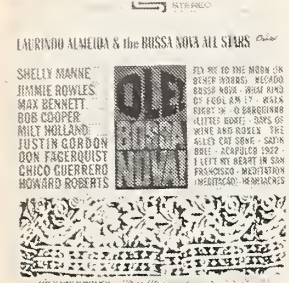 STEREO
LAURINDO ALMEIDA & the BOSSA NOVA ALL STARS
SHELLY MANNE
JIMMIE ROWLES
MAX BENNETT
BOB COOPER
MILT HOLLAND
JUSTIN GORDON
DON FAGERQUIST
CHICO GUERRERO
HOWARD ROBERTS
OLE!
BOSSA
NOVA!
FLY ME TO THE MOON (IN
OTHER WORDS) - RECADO
BOSSA NOVA - WHAT KIND
OF FOOL AM I? - WALK
RIGHT IN - O BARQUINHO
(LITTLE BOAT) - DAYS OF
WINE AND ROSES - THE
ALLEY CAT SONG - SATIN
DOLL - ACAPULCO 1922 -
I LEFT MY HEART IN SAN
FRANCISCO - MEDITATION
(MEDITAÇÃO) - HEARTACHES